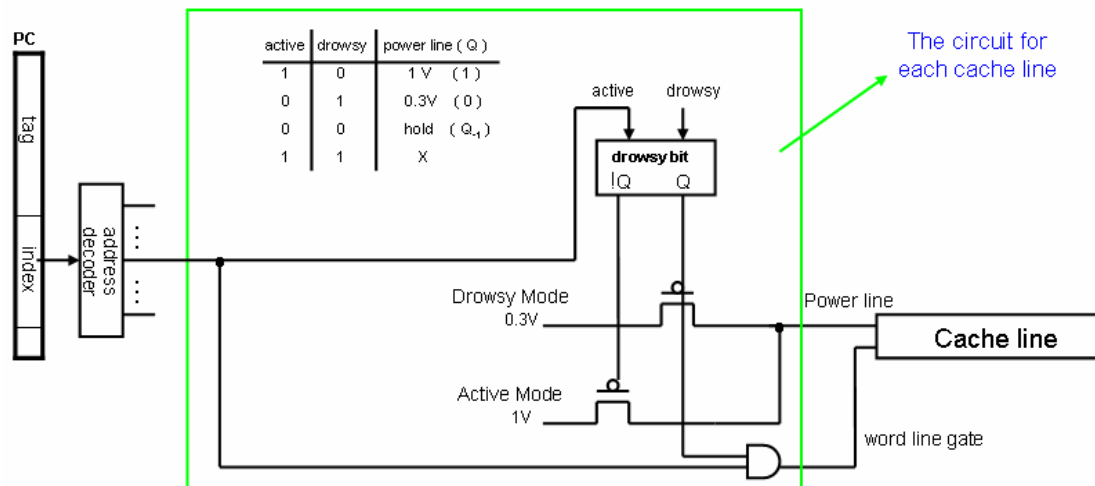 PC
tag
index
address
decoder
active drowsy power line ( Q )
1 0 1 V ( 1 )
0 1 0.3V ( 0 )
0 0 hold ( Q-1 )
1 1 X
The circuit for
each cache line
active drowsy
drowsy bit
!Q Q
Drowsy Mode
0.3V
Power line
Cache line
Active Mode
1V
word line gate